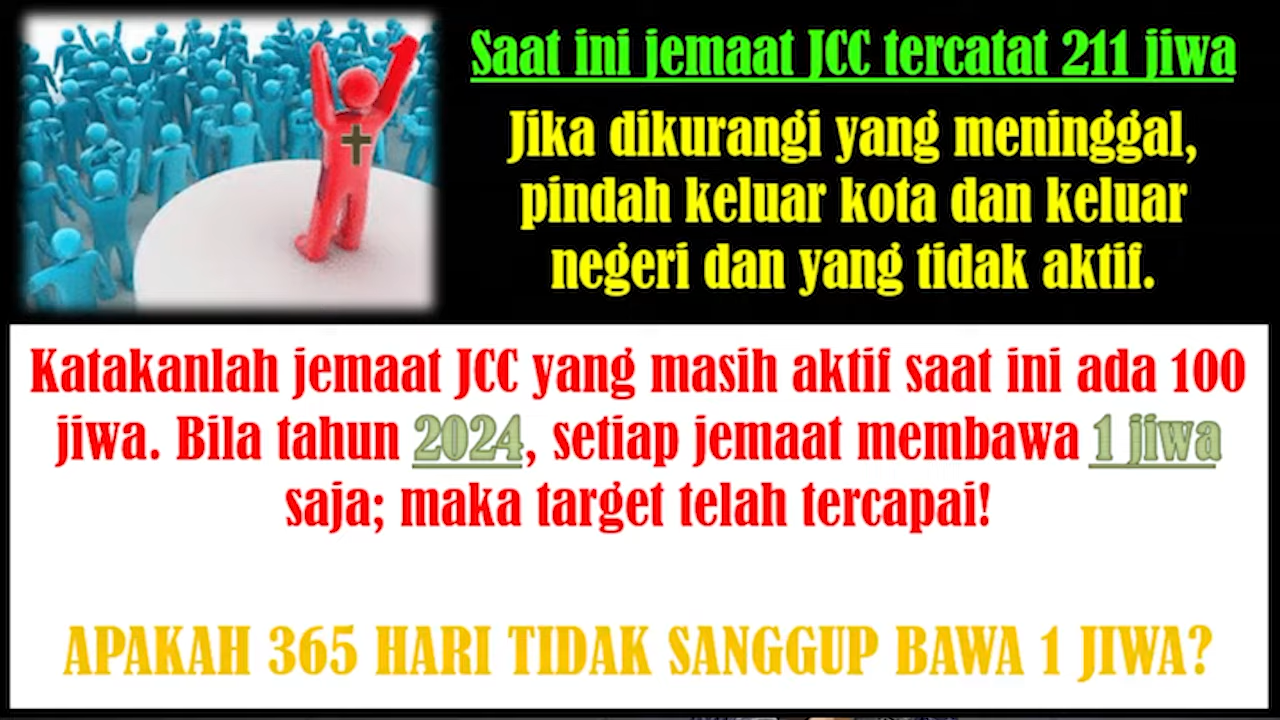 Saat ini jemaat JCC tercatat 211 jiwa
Jika dikurangi yang meninggal,
pindah keluar kota dan keluar
negeri dan yang tidak aktif.
Katakanlah jemaat JCC yang masih aktif saat ini ada 100
jiwa. Bila tahun 2024, setiap jemaat membawa 1 jiwa
saja; maka target telah tercapai!
APAKAH 365 HARI TIDAK SANGGUP BAWA 1 JIWA?